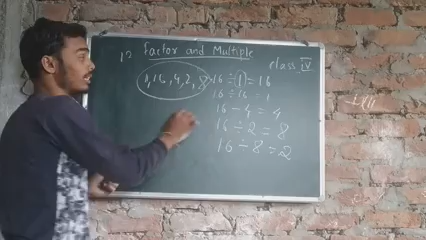 1) Factor and Multiple
class IV
1, 16, 4, 2, 8
16 ÷ (1) = 16
16 ÷ 16 = 1
16 - 4 = 4
16 ÷ 2 = 8
16 ÷ 8 = 2